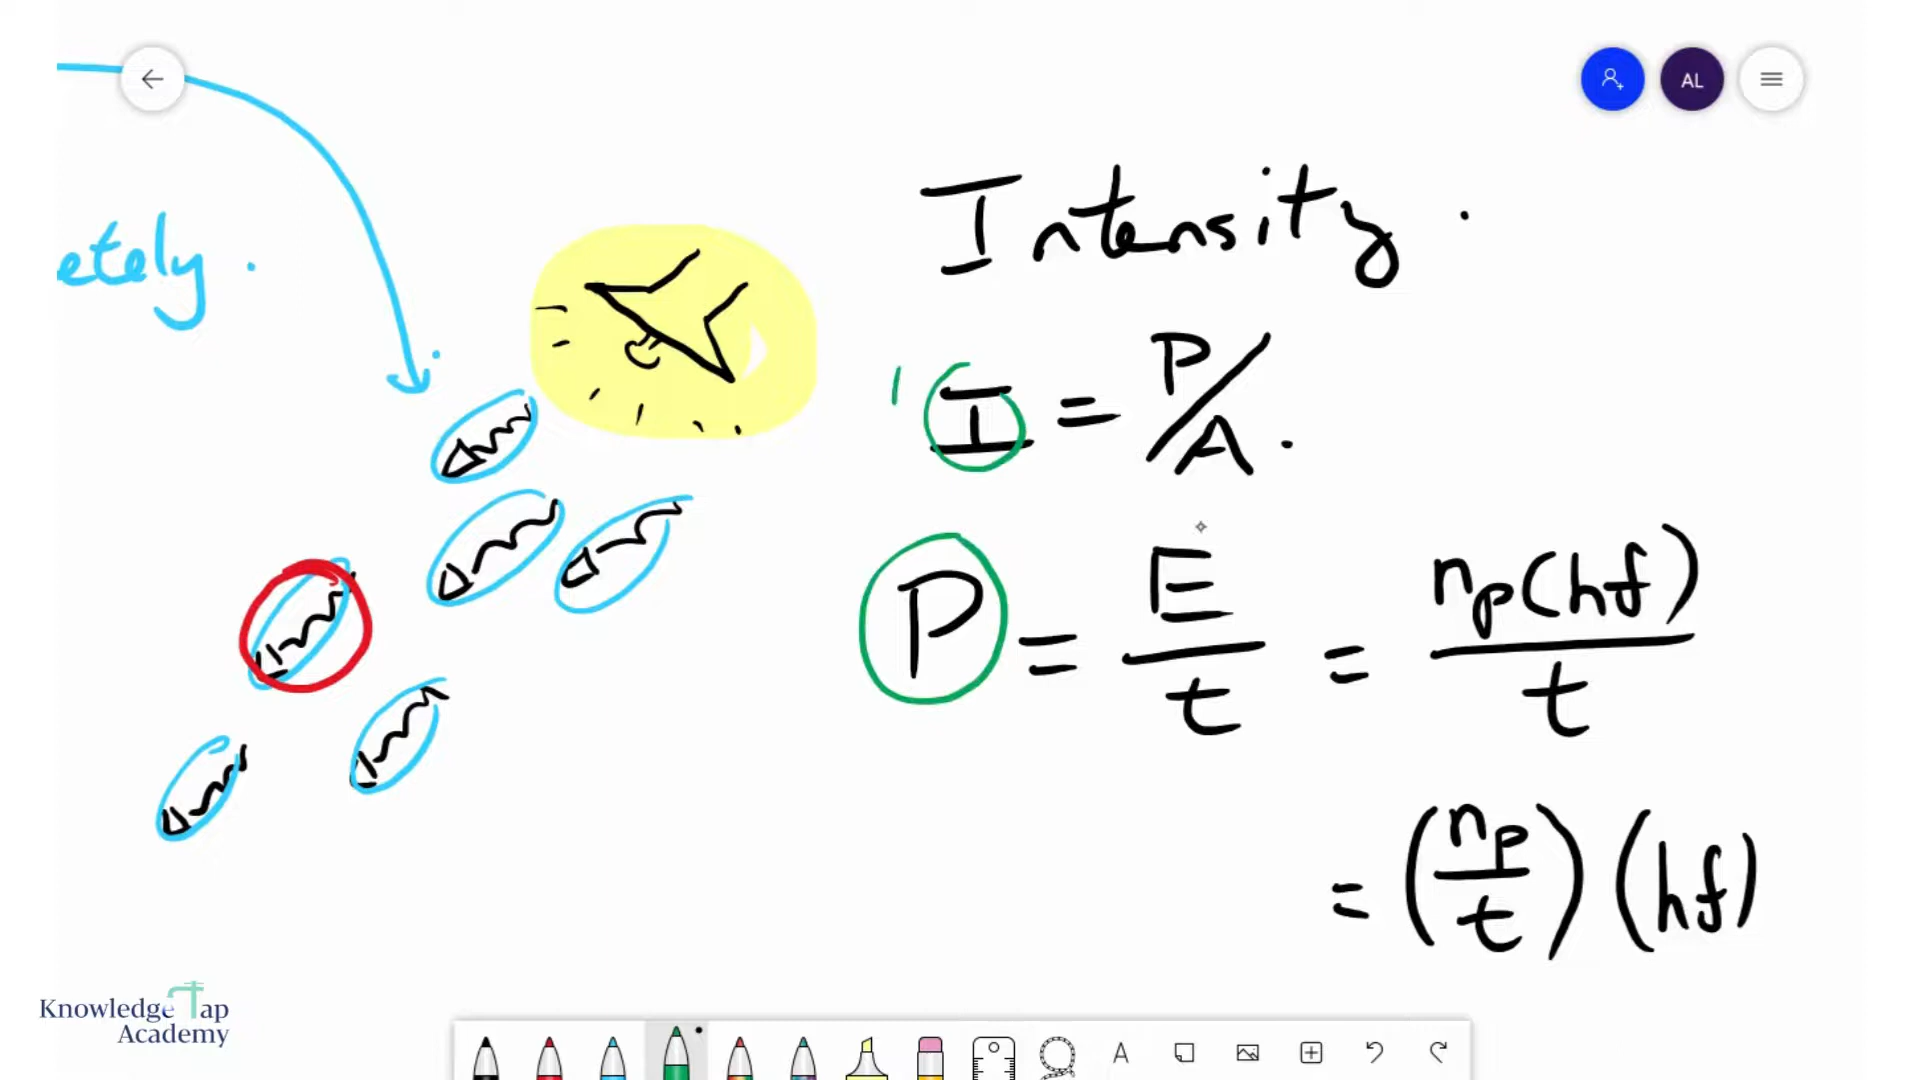 AL
etely.
Intensity.
I = P/A.
P = E/t = np(hf)/t
= (np/t)(hf)
Knowledge Tap
Academy
A